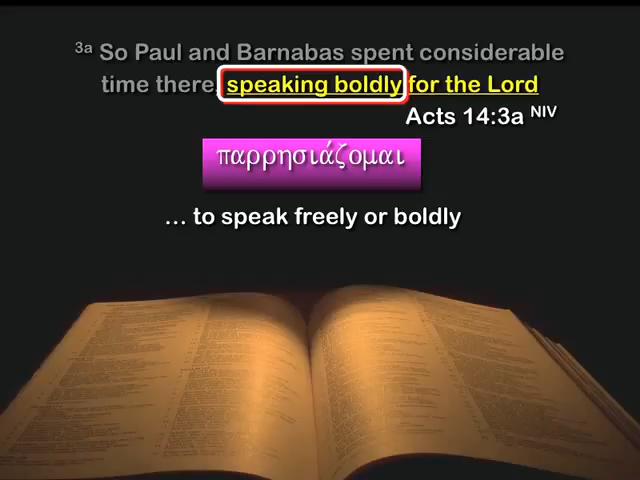 3a So Paul and Barnabas spent considerable
time there, speaking boldly for the Lord
Acts 14:3a NIV
παρρησιάζομαι
… to speak freely or boldly